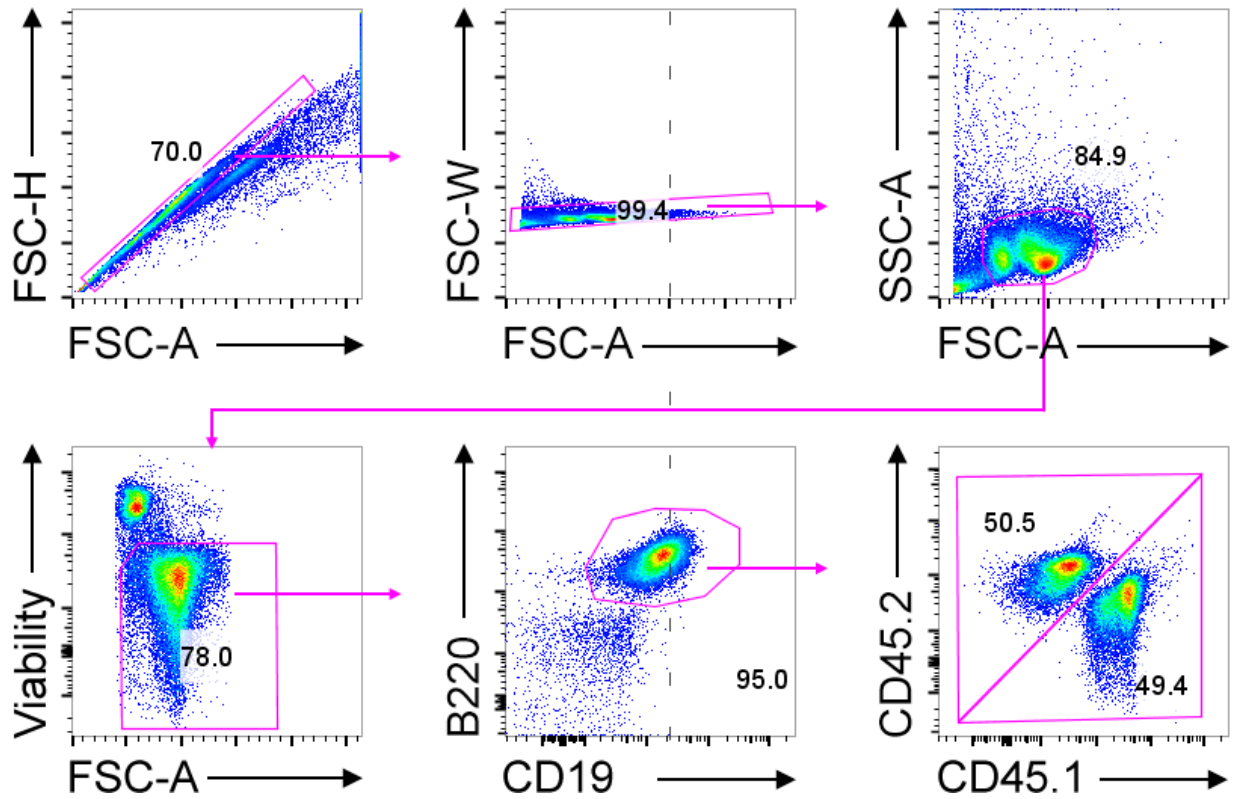 FSC-H
70.0
FSC-A
FSC-W
99.4
FSC-A
SSC-A
84.9
FSC-A
Viability
78.0
FSC-A
B220
95.0
CD19
CD45.2
50.5
49.4
CD45.1